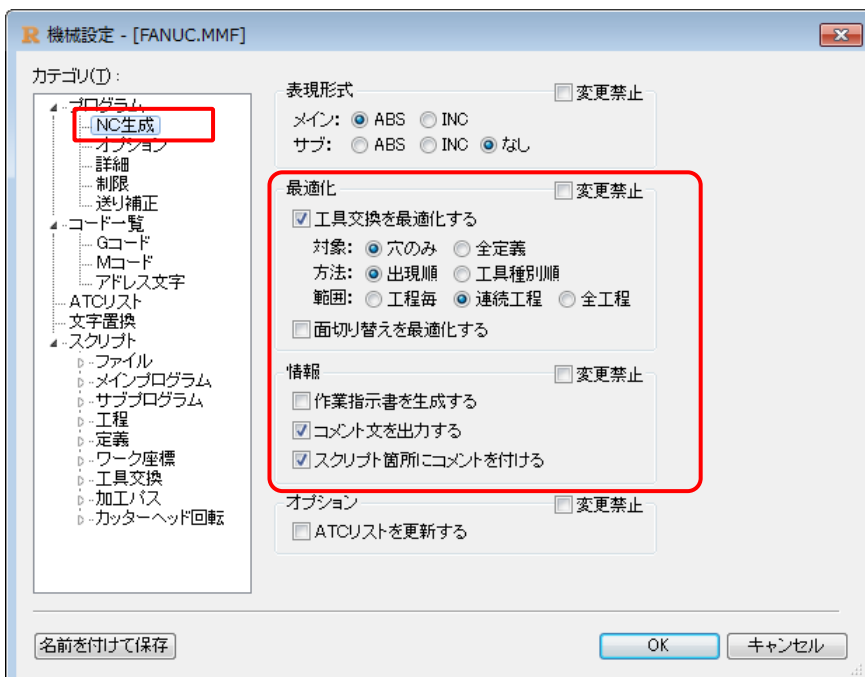 R 機械設定 - [FANUC.MMF]
カテゴリ(T):
プログラム
NC生成
オプション
詳細
制限
送り補正
コード一覧
Gコード
Mコード
アドレス文字
ATCリスト
文字置換
スクリプト
ファイル
メインプログラム
サブプログラム
工程
定義
ワーク座標
工具交換
加工パス
カッターヘッド回転
表現形式 変更禁止
メイン: ABS INC
サブ: ABS INC なし
最適化 変更禁止
工具交換を最適化する
対象: 穴のみ 全定義
方法: 出現順 工具種別順
範囲: 工程毎 連続工程 全工程
面切り替えを最適化する
情報 変更禁止
作業指示書を生成する
コメント文を出力する
スクリプト箇所にコメントを付ける
オプション 変更禁止
ATCリストを更新する
名前を付けて保存 OK キャンセル